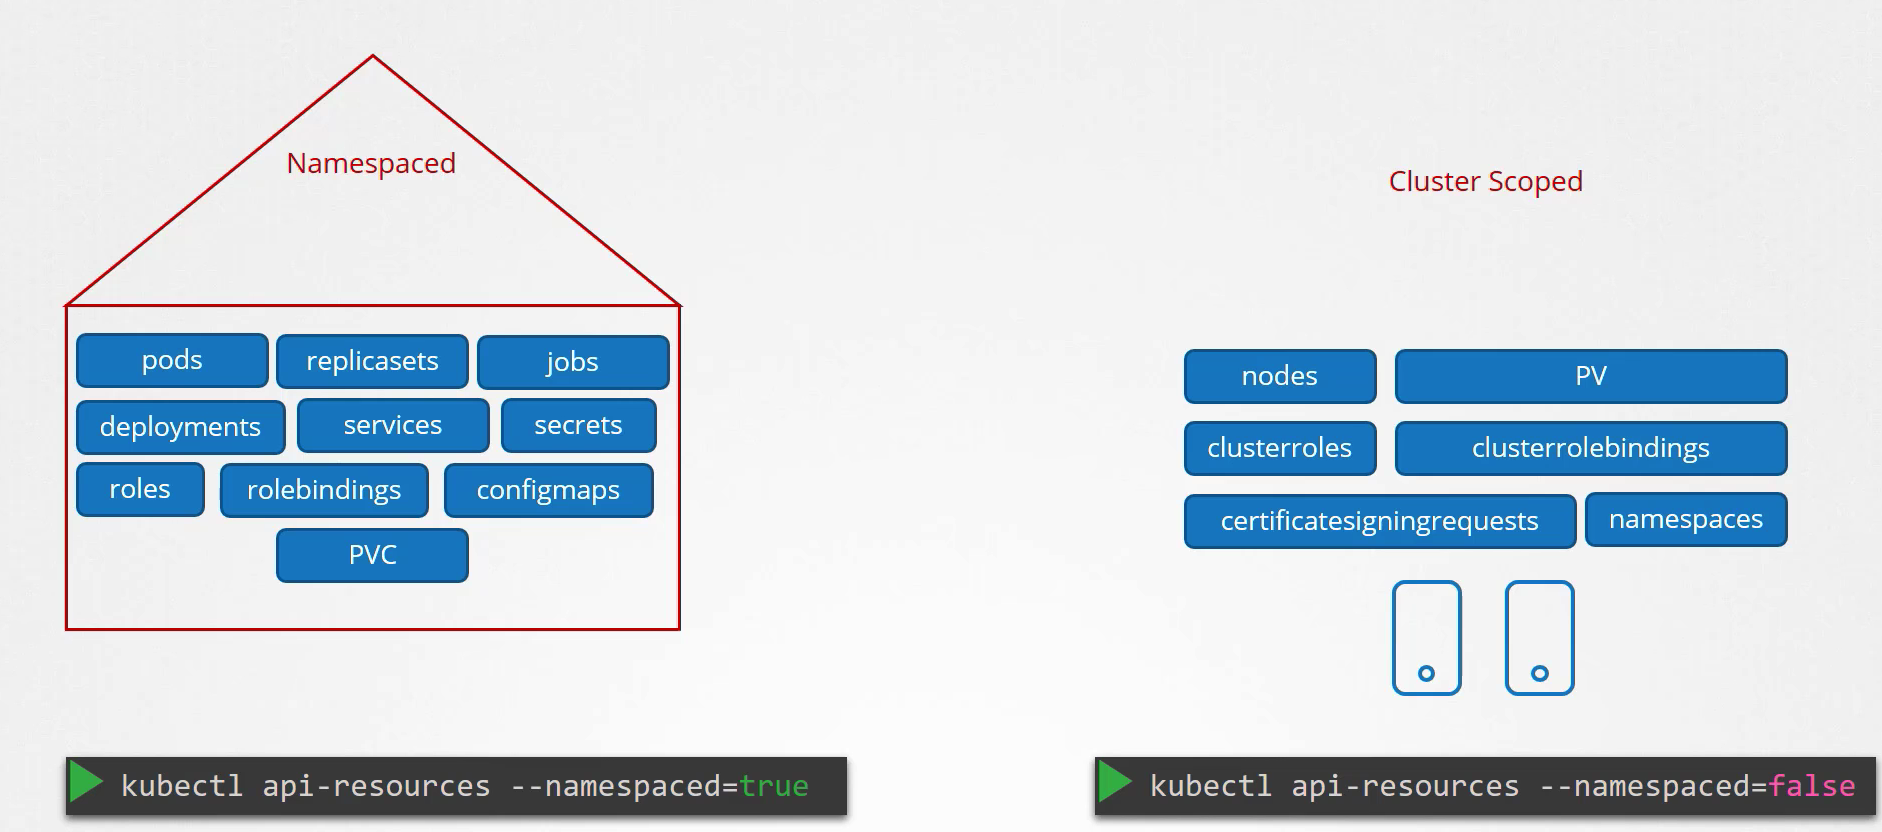 Namespaced
pods
replicasets
jobs
deployments
services
secrets
roles
rolebindings
configmaps
PVC
kubectl api-resources --namespaced=true
Cluster Scoped
nodes
PV
clusterroles
clusterrolebindings
certificatesigningrequests
namespaces
kubectl api-resources --namespaced=false